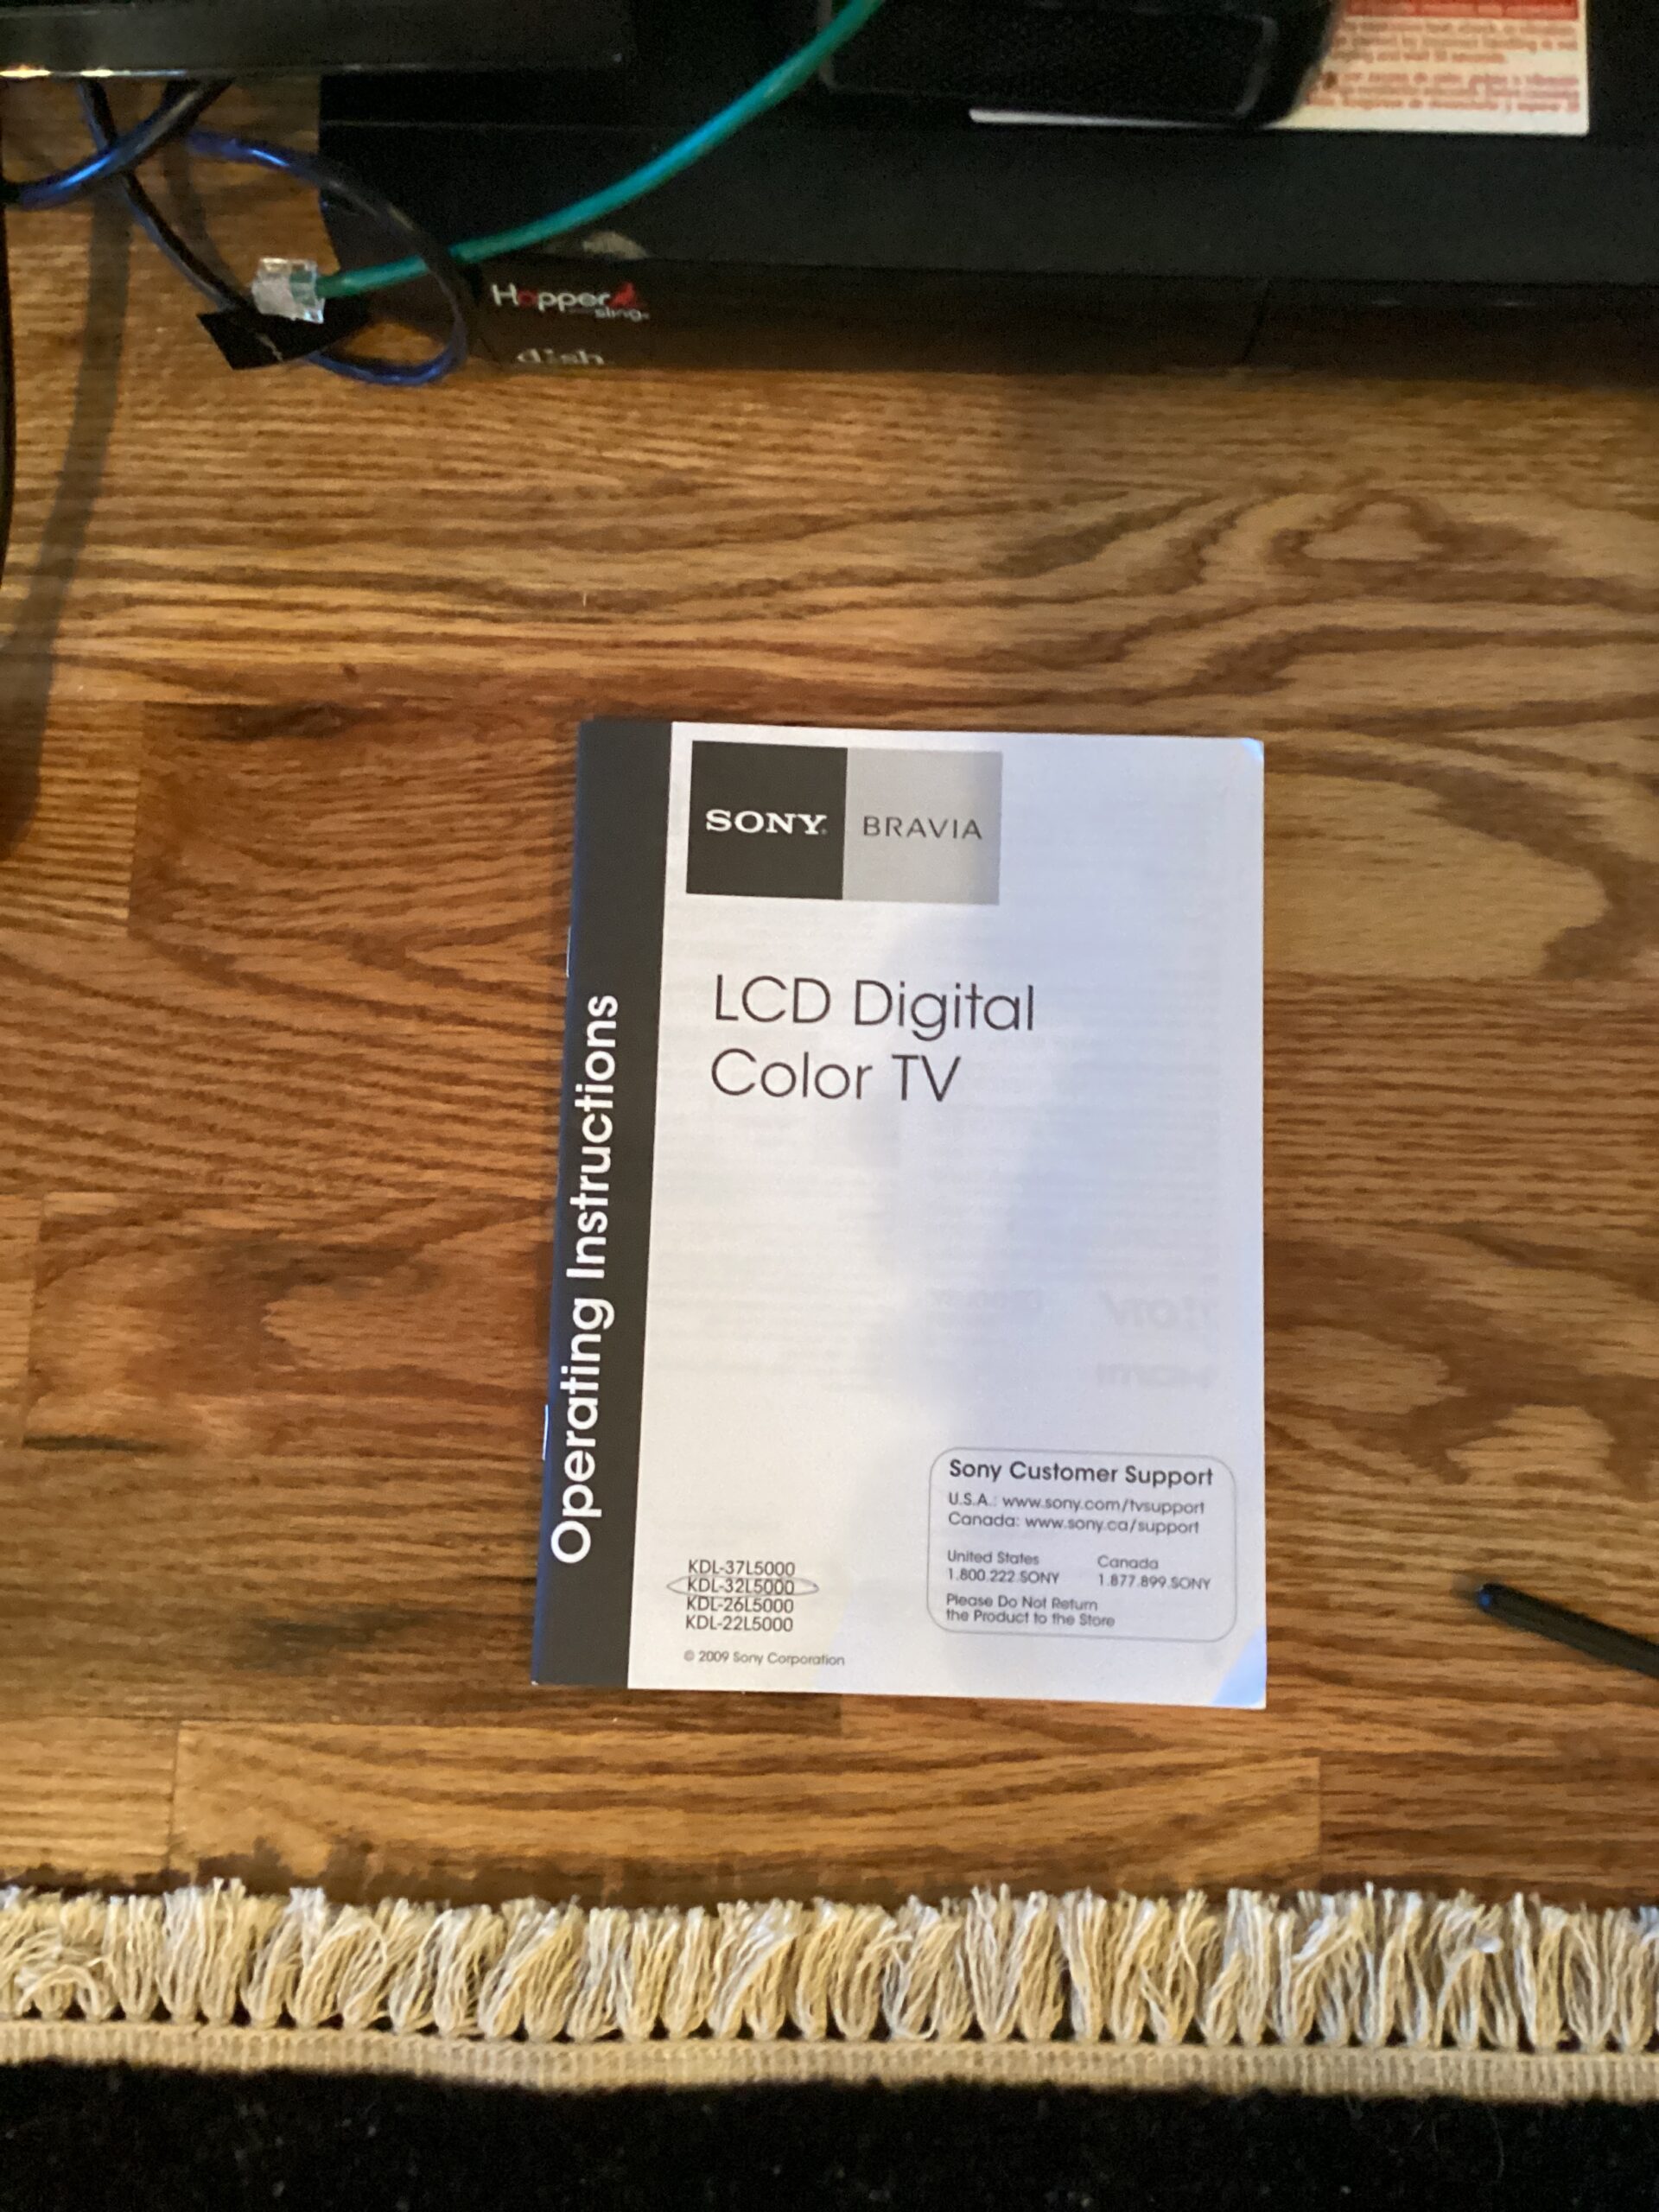 Hopper
sling
dish
SONY BRAVIA
LCD Digital
Color TV
Operating Instructions
Sony Customer Support
U.S.A.: www.sony.com/tvsupport
Canada: www.sony.ca/support
United States Canada
1.800.222.SONY 1.877.899.SONY
Please Do Not Return
the Product to the Store
KDL-37L5000
KDL-32L5000
KDL-26L5000
KDL-22L5000
© 2009 Sony Corporation